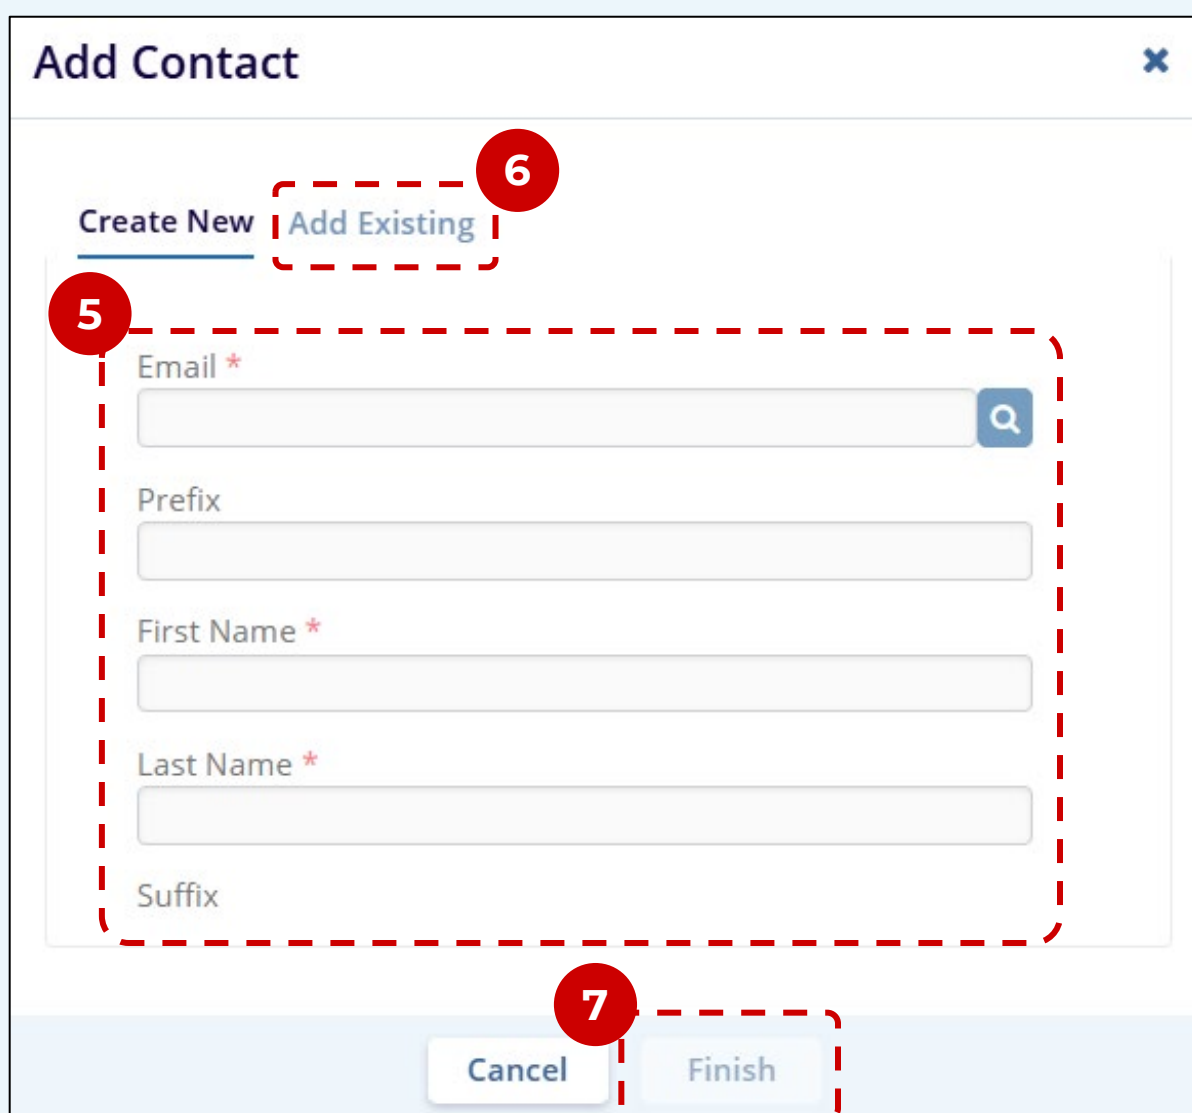 Add Contact
6
Create New Add Existing
5
Email *
Prefix
First Name *
Last Name *
Suffix
7
Cancel Finish